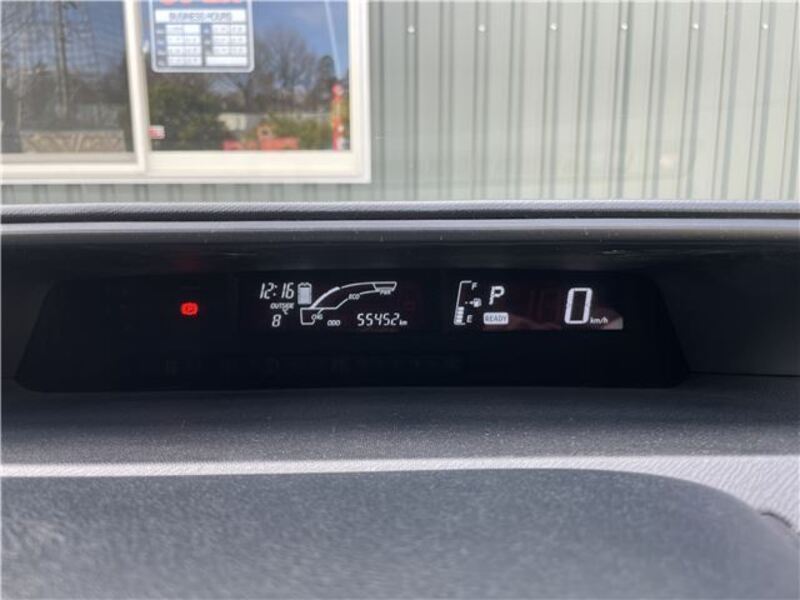 BUSINESS HOURS
12:16
OUTSIDE
8°C
CHG
ECO
PWR
ODO
55452 km
F
E
P
READY
0 km/h